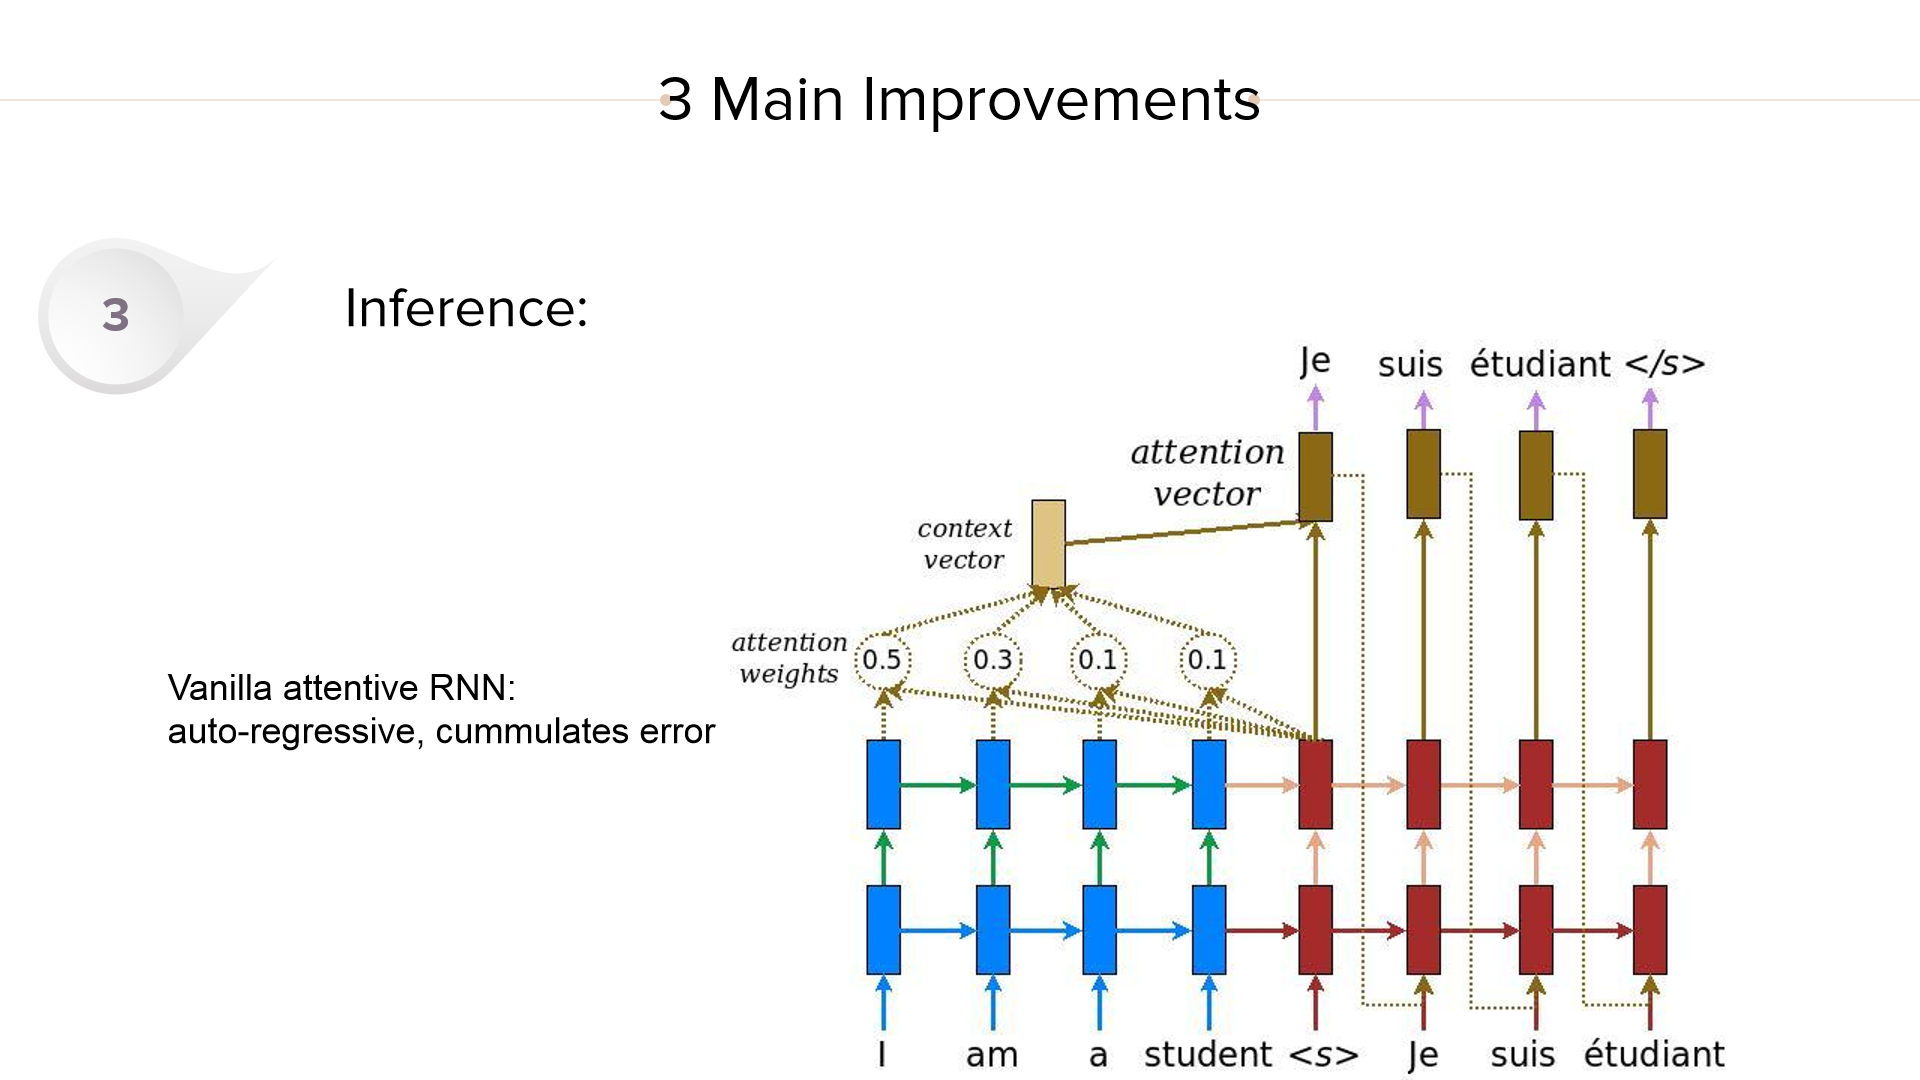 3 Main Improvements
3
Inference:
Je suis étudiant </s>
attention
vector
context
vector
attention
weights
0.5 0.3 0.1 0.1
Vanilla attentive RNN:
auto-regressive, cummulates error
I am a student <s> Je suis étudiant